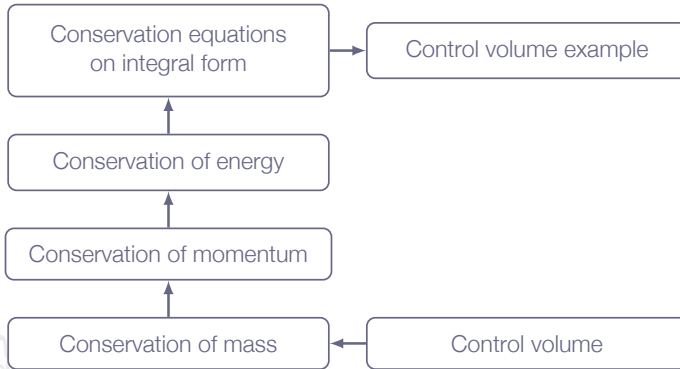 Conservation equations
on integral form
Control volume example
Conservation of energy
Conservation of momentum
Conservation of mass
Control volume